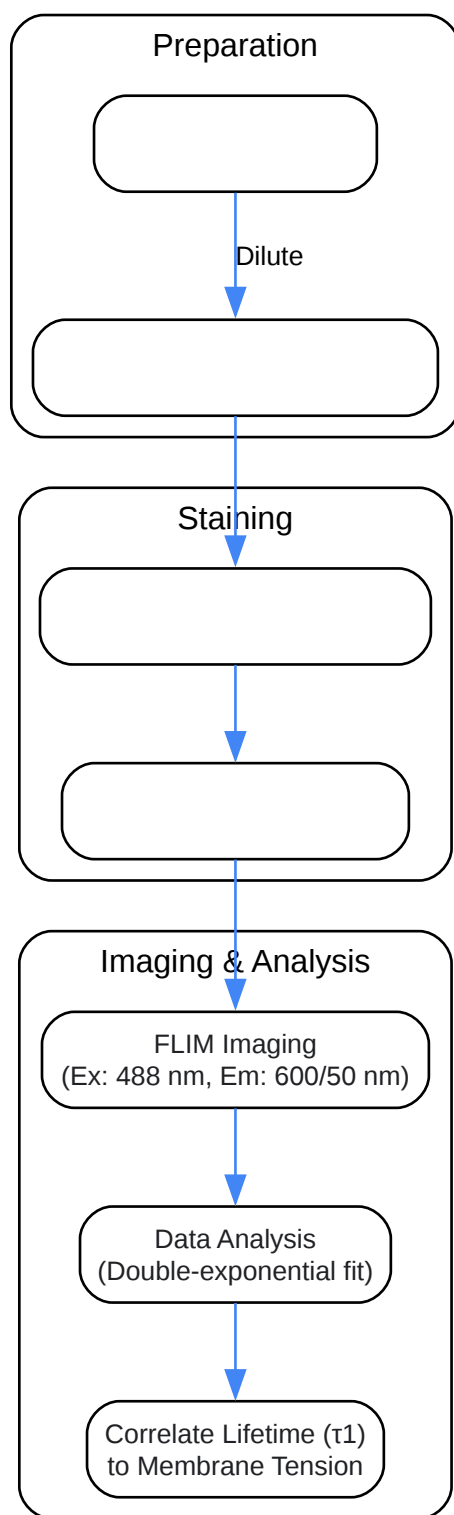 Preparation
Dilute
Staining
Imaging & Analysis
FLIM Imaging
(Ex: 488 nm, Em: 600/50 nm)
Data Analysis
(Double-exponential fit)
Correlate Lifetime (τ1)
to Membrane Tension